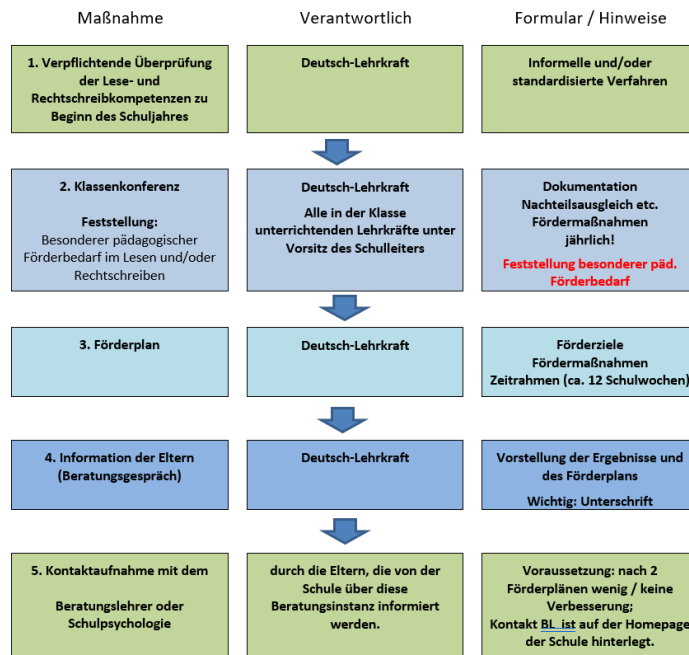 Maßnahme
Verantwortlich
Formular / Hinweise
1. Verpflichtende Überprüfung
der Lese- und
Rechtschreibkompetenzen zu
Beginn des Schuljahres
Deutsch-Lehrkraft
Informelle und/oder
standardisierte Verfahren
2. Klassenkonferenz
Feststellung:
Besonderer pädagogischer
Förderbedarf im Lesen und/oder
Rechtschreiben
Deutsch-Lehrkraft
Alle in der Klasse
unterrichtenden Lehrkräfte unter
Vorsitz des Schulleiters
Dokumentation
Nachteilsausgleich etc.
Fördermaßnahmen
jährlich!
Feststellung besonderer päd.
Förderbedarf
3. Förderplan
Deutsch-Lehrkraft
Förderziele
Fördermaßnahmen
Zeitrahmen (ca. 12 Schulwochen)
4. Information der Eltern
(Beratungsgespräch)
Deutsch-Lehrkraft
Vorstellung der Ergebnisse und
des Förderplans
Wichtig: Unterschrift
5. Kontaktaufnahme mit dem
Beratungslehrer oder
Schulpsychologie
durch die Eltern, die von der
Schule über diese
Beratungsinstanz informiert
werden.
Voraussetzung: nach 2
Förderplänen wenig / keine
Verbesserung;
Kontakt BL ist auf der Homepage
der Schule hinterlegt.